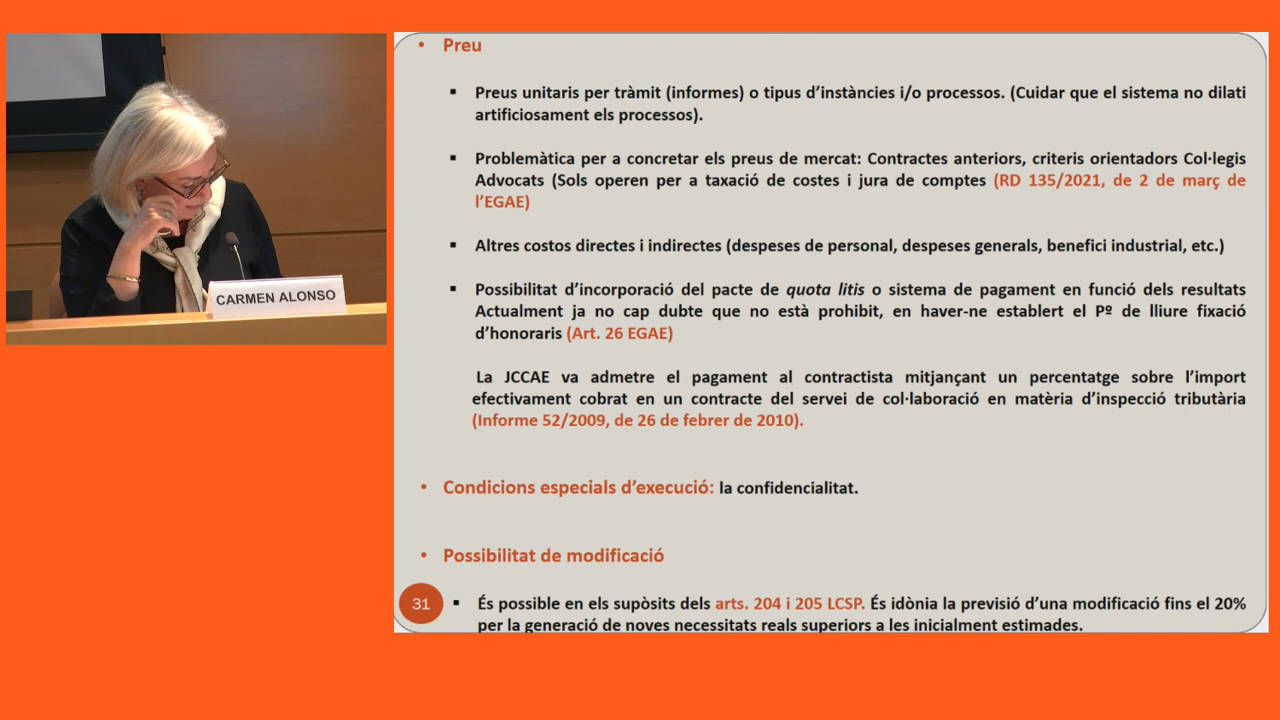 CARMEN ALONSO
• Preu
▪ Preus unitaris per tràmit (informes) o tipus d’instàncies i/o processos. (Cuidar que el sistema no dilati
artificiosament els processos).
▪ Problemàtica per a concretar els preus de mercat: Contractes anteriors, criteris orientadors Col·legis
Advocats (Sols operen per a taxació de costes i jura de comptes (RD 135/2021, de 2 de març de
l’EGAE)
▪ Altres costos directes i indirectes (despeses de personal, despeses generals, benefici industrial, etc.)
▪ Possibilitat d’incorporació del pacte de quota litis o sistema de pagament en funció dels resultats
Actualment ja no cap dubte que no està prohibit, en haver-ne establert el Pº de lliure fixació
d’honoraris (Art. 26 EGAE)
La JCCAE va admetre el pagament al contractista mitjançant un percentatge sobre l’import
efectivament cobrat en un contracte del servei de col·laboració en matèria d’inspecció tributària
(Informe 52/2009, de 26 de febrer de 2010).
• Condicions especials d’execució: la confidencialitat.
• Possibilitat de modificació
31
▪ És possible en els supòsits dels arts. 204 i 205 LCSP. És idònia la previsió d’una modificació fins el 20%
per la generació de noves necessitats reals superiors a les inicialment estimades.